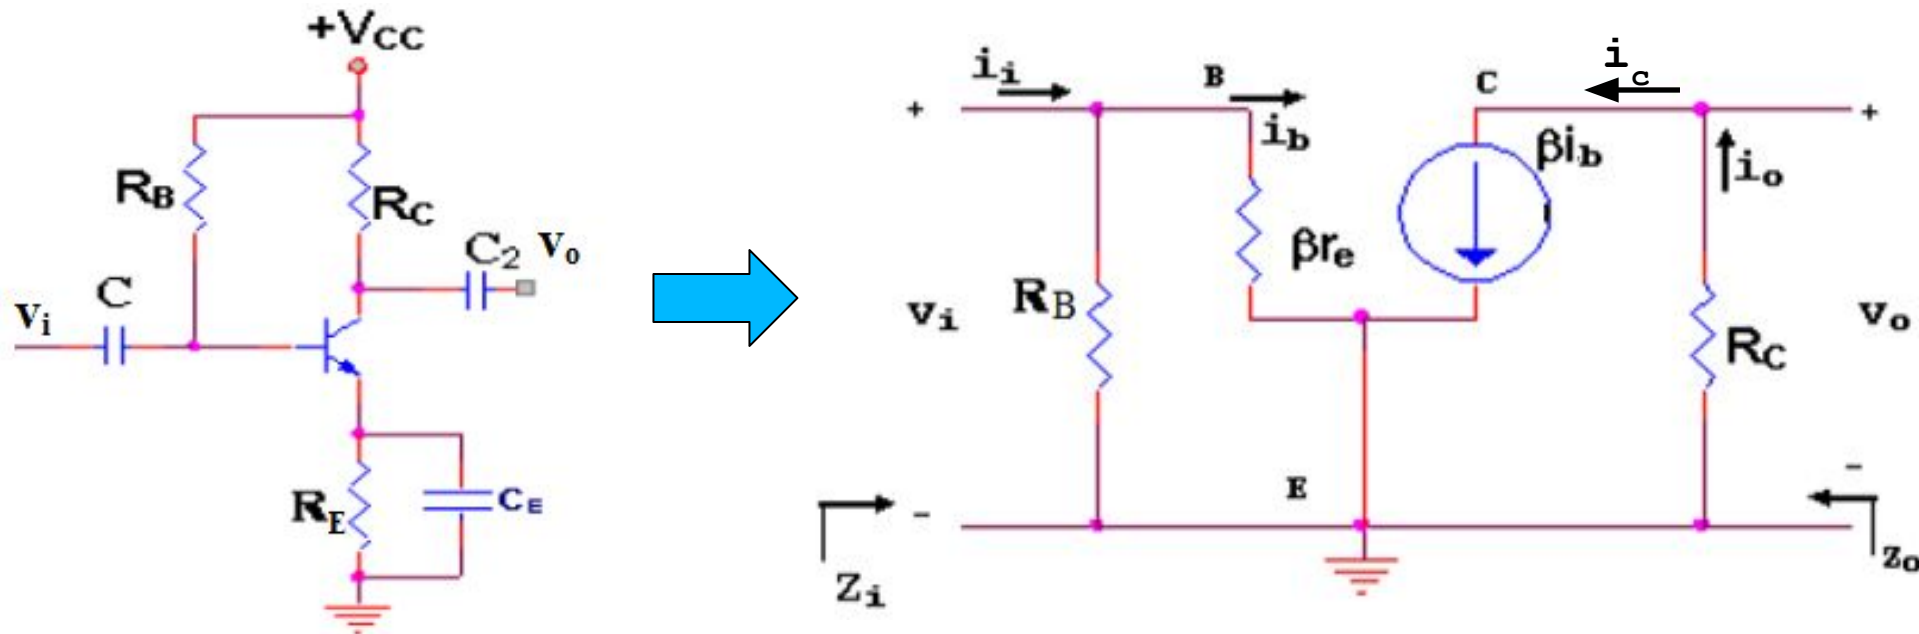 +VCC
RB
RC
C2
Vo
C
Vi
RE
CE
ii
B
ib
C
ic
+
+
βib
io
βre
RB
vi
RC
vo
E
-
-
Zi
Zo